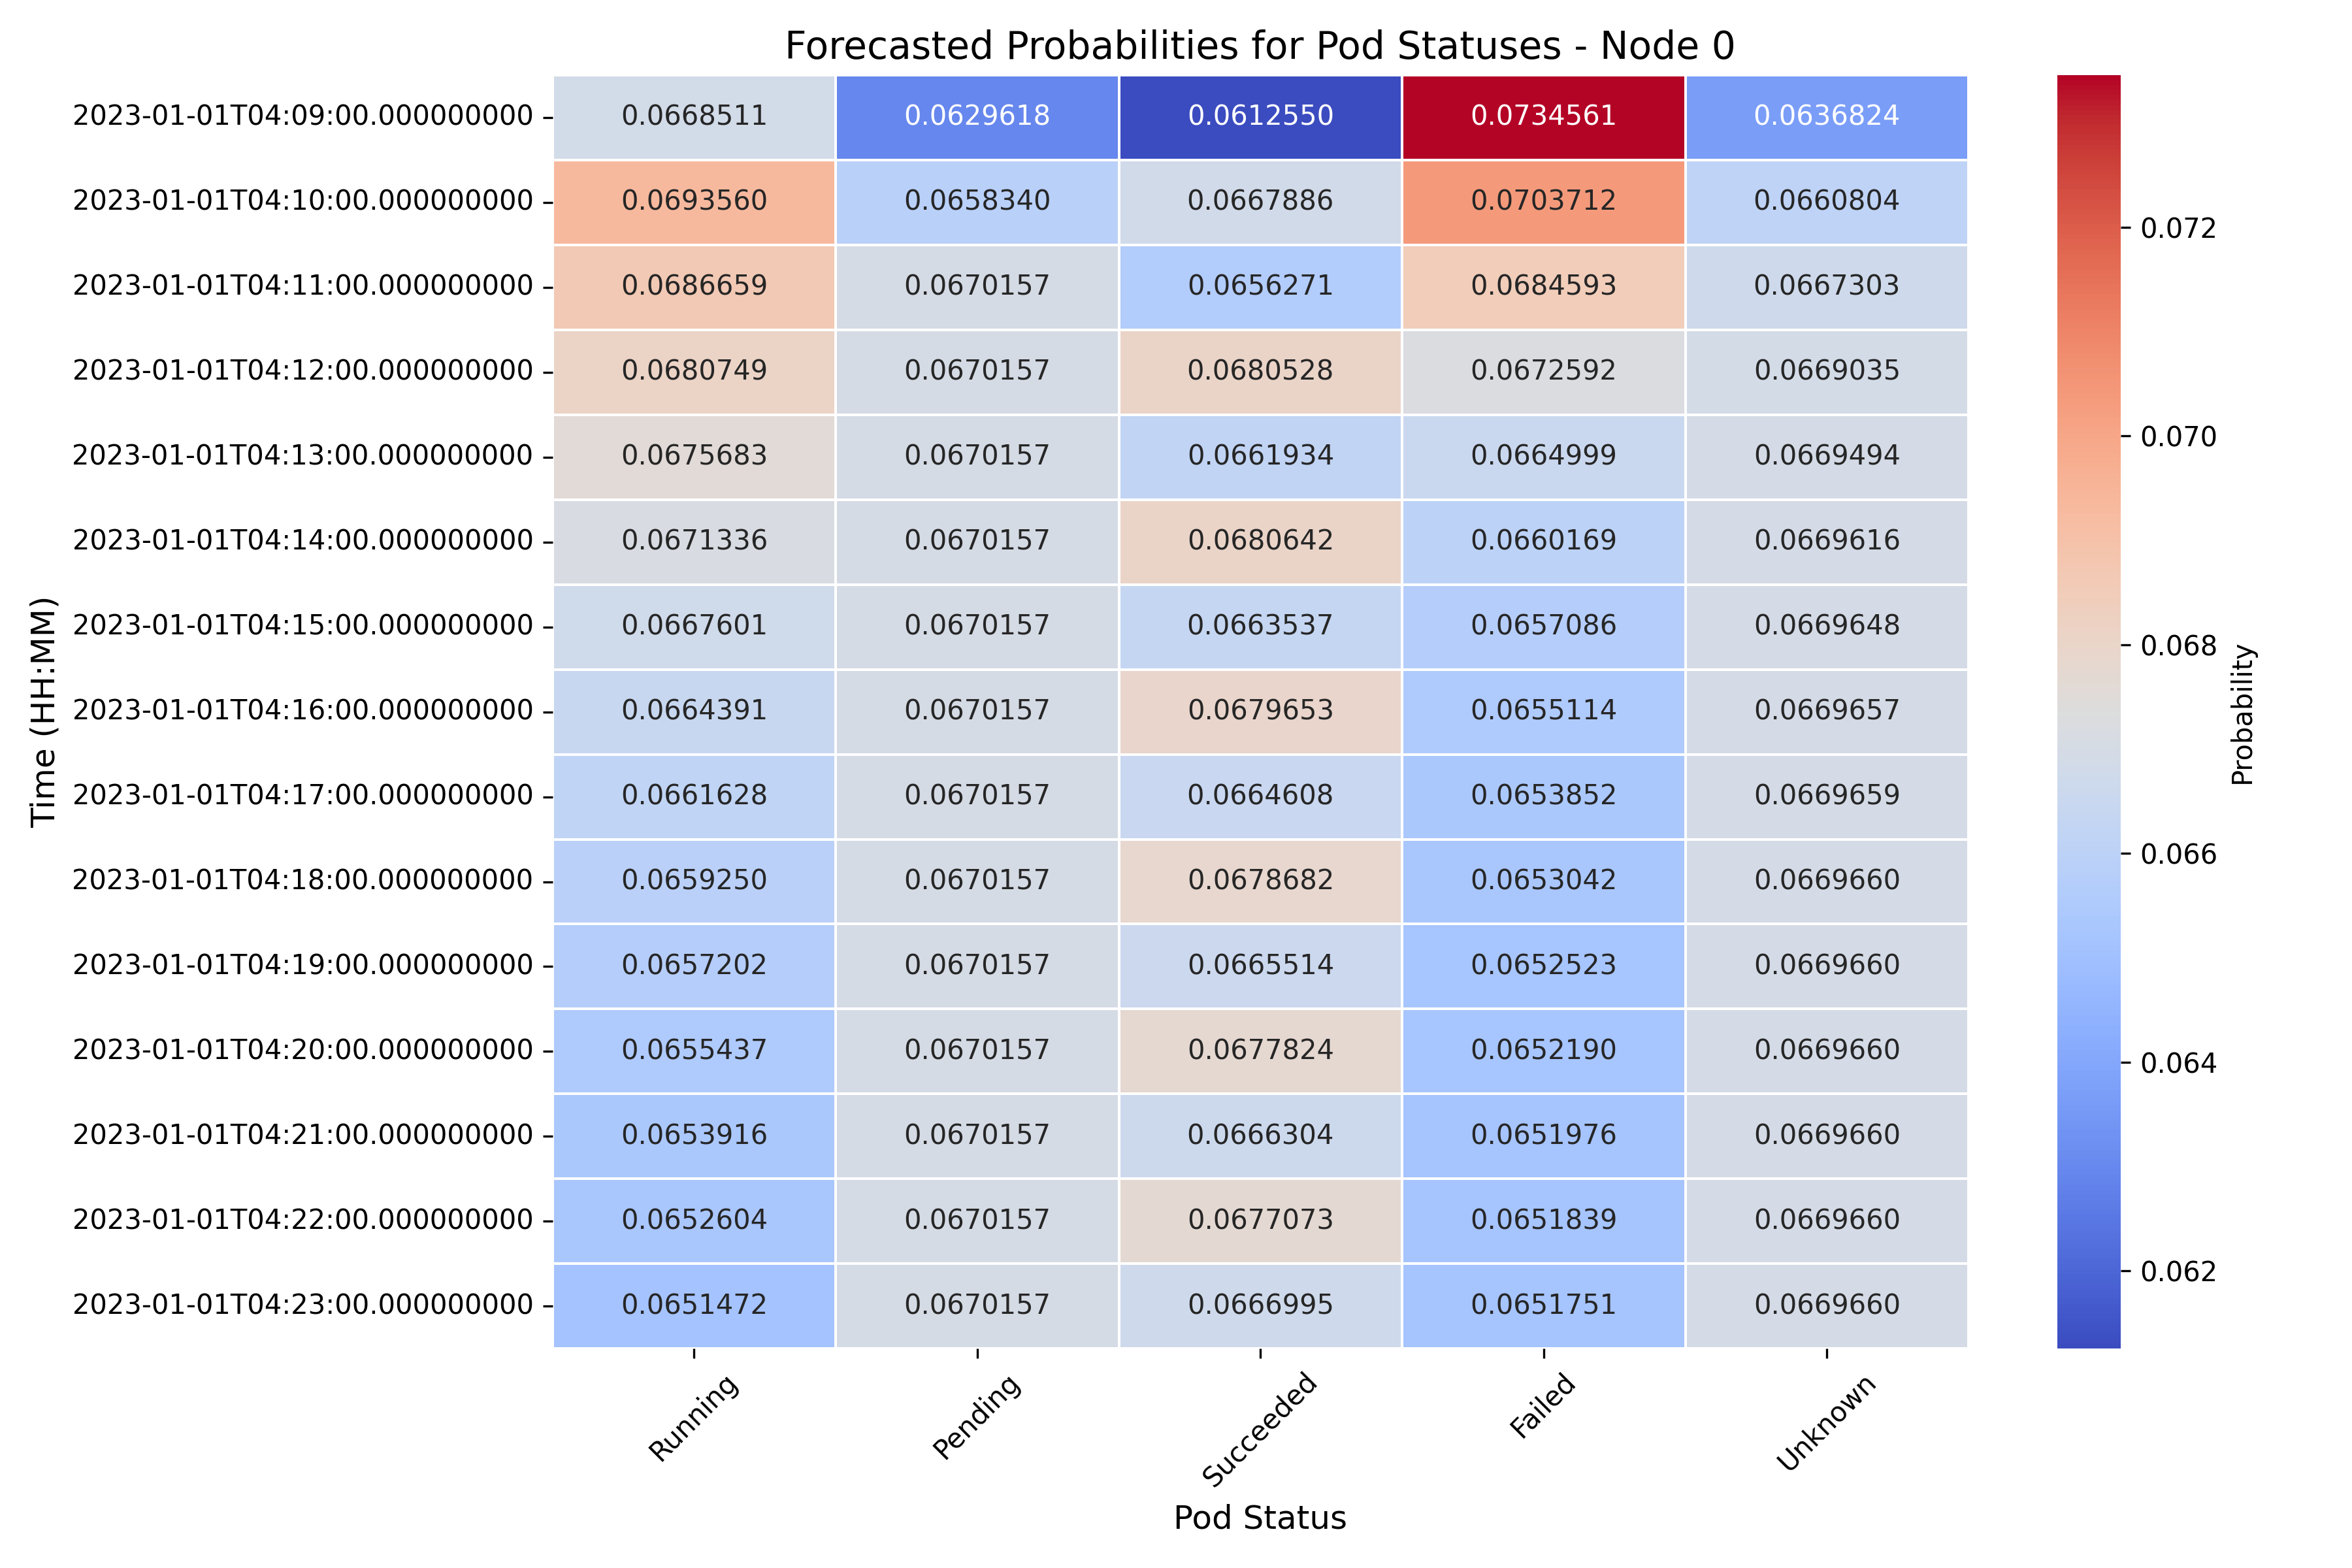 Forecasted Probabilities for Pod Statuses - Node 0
2023-01-01T04:09:00.000000000 0.0668511 0.0629618 0.0612550 0.0734561 0.0636824
2023-01-01T04:10:00.000000000 0.0693560 0.0658340 0.0667886 0.0703712 0.0660804
2023-01-01T04:11:00.000000000 0.0686659 0.0670157 0.0656271 0.0684593 0.0667303
2023-01-01T04:12:00.000000000 0.0680749 0.0670157 0.0680528 0.0672592 0.0669035
2023-01-01T04:13:00.000000000 0.0675683 0.0670157 0.0661934 0.0664999 0.0669494
2023-01-01T04:14:00.000000000 0.0671336 0.0670157 0.0680642 0.0660169 0.0669616
2023-01-01T04:15:00.000000000 0.0667601 0.0670157 0.0663537 0.0657086 0.0669648
2023-01-01T04:16:00.000000000 0.0664391 0.0670157 0.0679653 0.0655114 0.0669657
2023-01-01T04:17:00.000000000 0.0661628 0.0670157 0.0664608 0.0653852 0.0669659
2023-01-01T04:18:00.000000000 0.0659250 0.0670157 0.0678682 0.0653042 0.0669660
2023-01-01T04:19:00.000000000 0.0657202 0.0670157 0.0665514 0.0652523 0.0669660
2023-01-01T04:20:00.000000000 0.0655437 0.0670157 0.0677824 0.0652190 0.0669660
2023-01-01T04:21:00.000000000 0.0653916 0.0670157 0.0666304 0.0651976 0.0669660
2023-01-01T04:22:00.000000000 0.0652604 0.0670157 0.0677073 0.0651839 0.0669660
2023-01-01T04:23:00.000000000 0.0651472 0.0670157 0.0666995 0.0651751 0.0669660
Running Pending Succeeded Failed Unknown
Pod Status
Time (HH:MM)
0.072
0.070
0.068
0.066
0.064
0.062
Probability